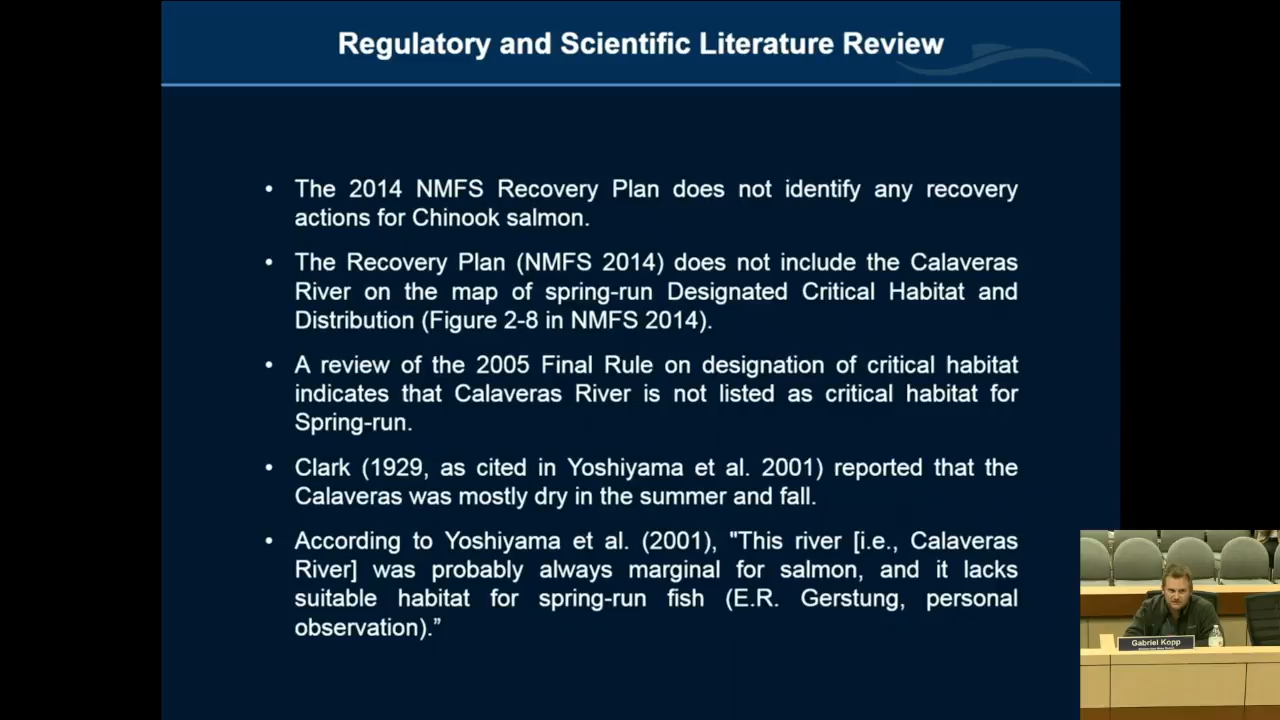 Regulatory and Scientific Literature Review
• The 2014 NMFS Recovery Plan does not identify any recovery
actions for Chinook salmon.
• The Recovery Plan (NMFS 2014) does not include the Calaveras
River on the map of spring-run Designated Critical Habitat and
Distribution (Figure 2-8 in NMFS 2014).
• A review of the 2005 Final Rule on designation of critical habitat
indicates that Calaveras River is not listed as critical habitat for
Spring-run.
• Clark (1929, as cited in Yoshiyama et al. 2001) reported that the
Calaveras was mostly dry in the summer and fall.
• According to Yoshiyama et al. (2001), "This river [i.e., Calaveras
River] was probably always marginal for salmon, and it lacks
suitable habitat for spring-run fish (E.R. Gerstung, personal
observation).”
Gabriel Kopp